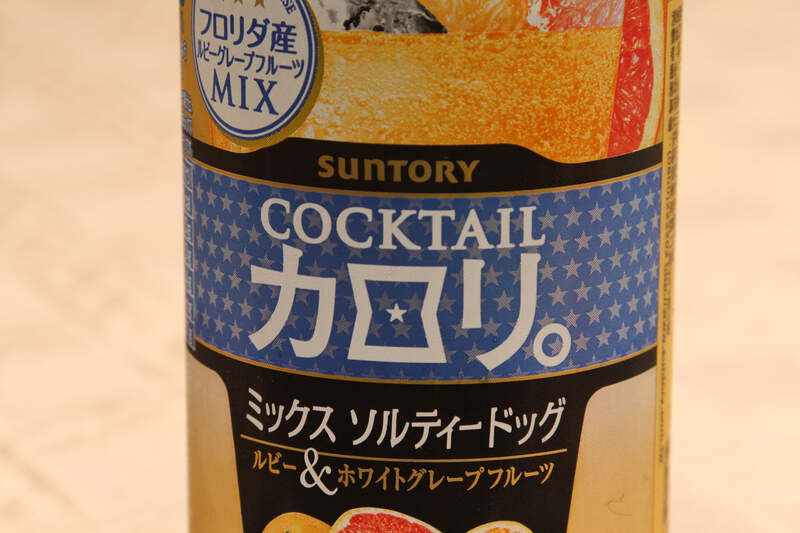 フロリダ産
ルビーグレープフルーツ
MIX
SUNTORY
COCKTAIL
カロリ。
ミックス ソルティードッグ
ルビー&ホワイトグレープフルーツ